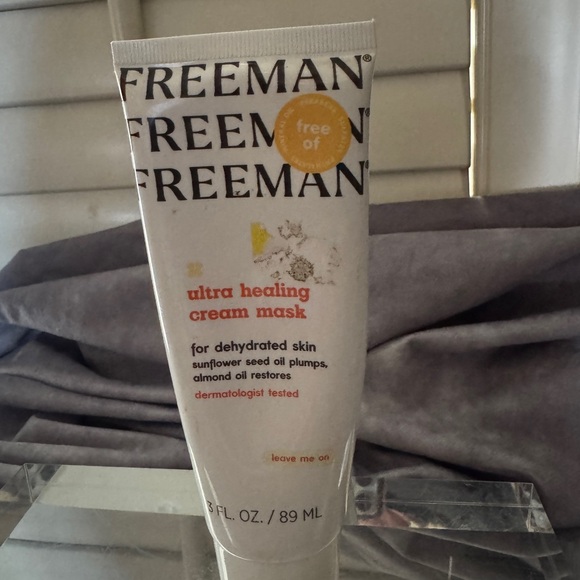 FREEMAN®
FREEMAN
free
of
FREEMAN
ultra healing
cream mask
for dehydrated skin
sunflower seed oil plumps,
almond oil restores
dermatologist tested
leave me on
3 FL. OZ. / 89 ML